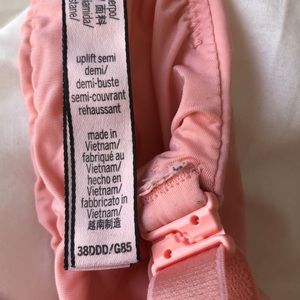 uplift semi
demi/
demi-buste
semi-couvrant
rehaussant
made in
Vietnam/
fabriqué au
Vietnam/
hecho en
Vietnam/
fabbricato in
Vietnam/
越南制造
38DDD/G85